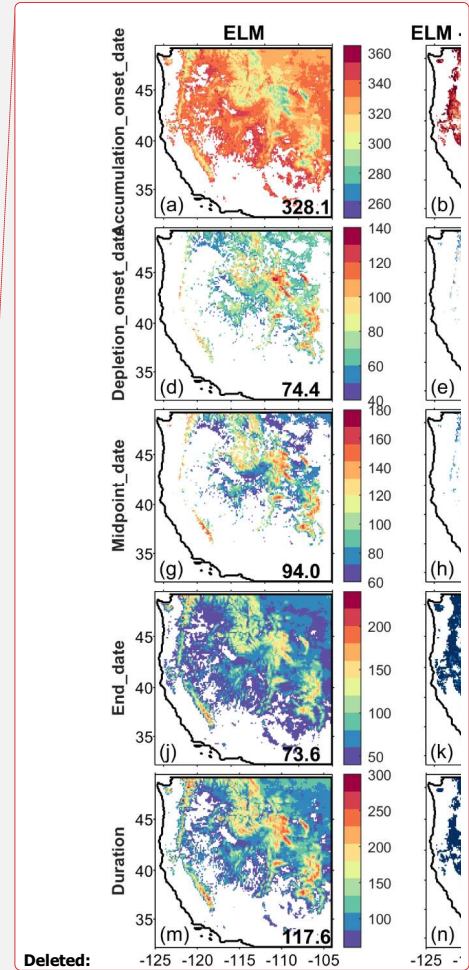 ELM
ELM -
Accumulation_onset_date
45
40
35
(a)
328.1
360
340
320
300
280
260
(b)
Depletion_onset_date
45
40
35
(d)
74.4
140
120
100
80
60
40
(e)
Midpoint_date
45
40
35
(g)
94.0
180
160
140
120
100
80
60
(h)
End_date
45
40
35
(j)
73.6
200
150
100
50
(k)
Duration
45
40
35
(m)
117.6
300
250
200
150
100
(n)
Deleted:
-125 -120 -115 -110 -105
-125